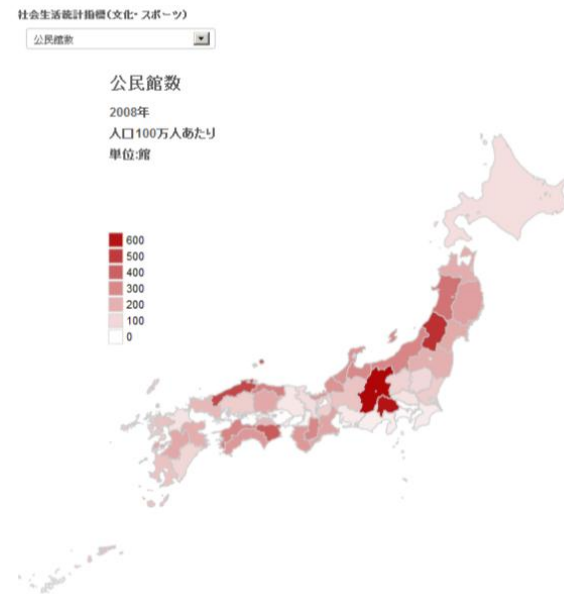 社会生活統計指標(文化・スポーツ)
公民館数
公民館数
2008年
人口100万人あたり
単位:館
600
500
400
300
200
100
0